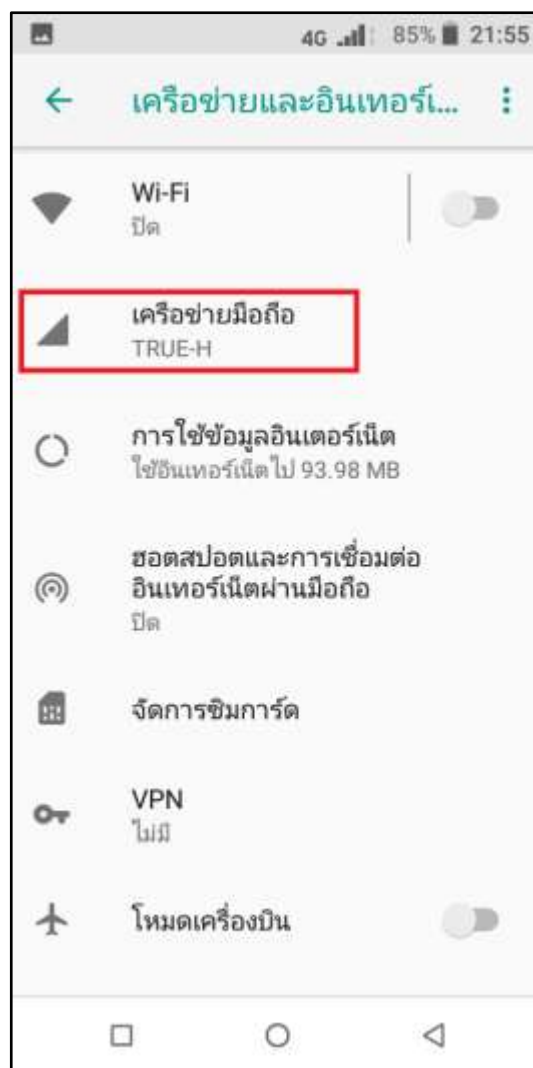 4G 85% 21:55
เครือข่ายและอินเทอร์เ...
Wi-Fi
ปิด
เครือข่ายมือถือ
TRUE-H
การใช้ข้อมูลอินเตอร์เน็ต
ใช้อินเทอร์เน็ตไป 93.98 MB
ฮอตสปอตและการเชื่อมต่อ
อินเทอร์เน็ตผ่านมือถือ
ปิด
จัดการซิมการ์ด
VPN
ไม่มี
โหมดเครื่องบิน